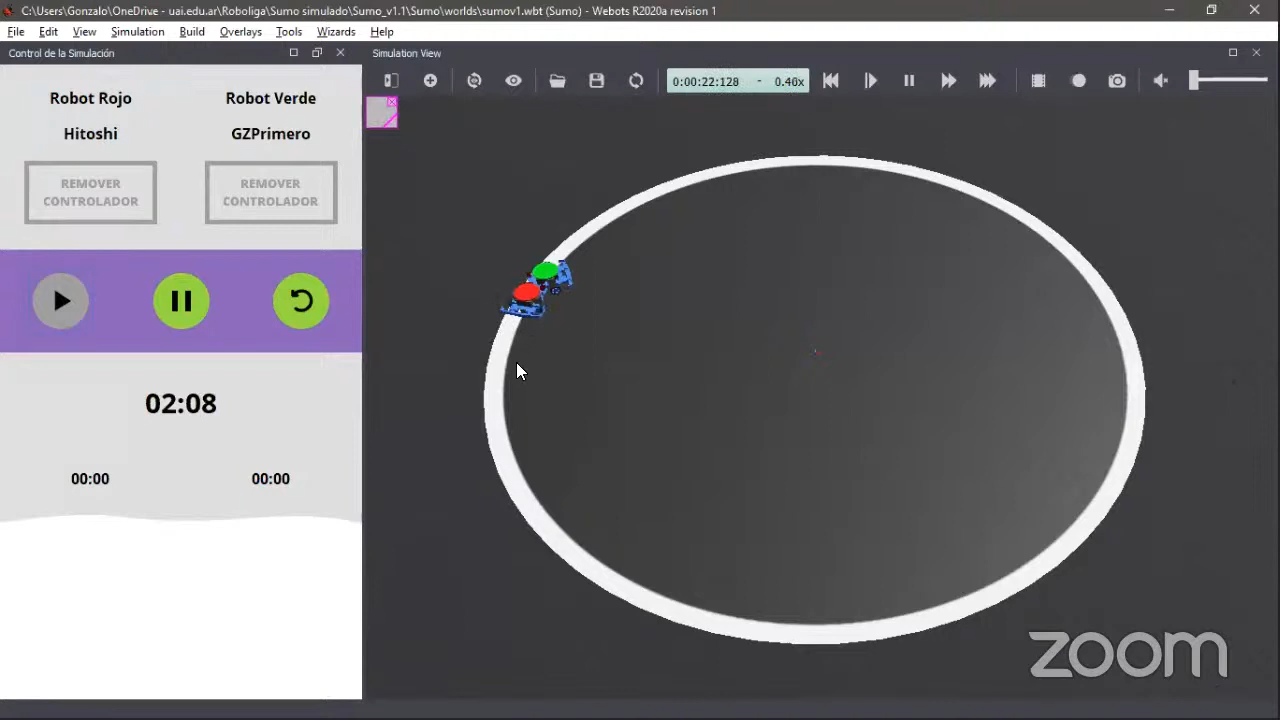 C:\Users\Gonzalo\OneDrive - uai.edu.ar\Roboliga\Sumo simulado\Sumo_v1.1\Sumo\worlds\sumov1.wbt (Sumo) - Webots R2020a revision 1
File Edit View Simulation Build Overlays Tools Wizards Help
Control de la Simulación
Simulation View
0:00:22:128 - 0.40x
Robot Rojo
Robot Verde
Hitoshi
GZPrimero
REMOVER
CONTROLADOR
REMOVER
CONTROLADOR
02:08
00:00
00:00
zoom